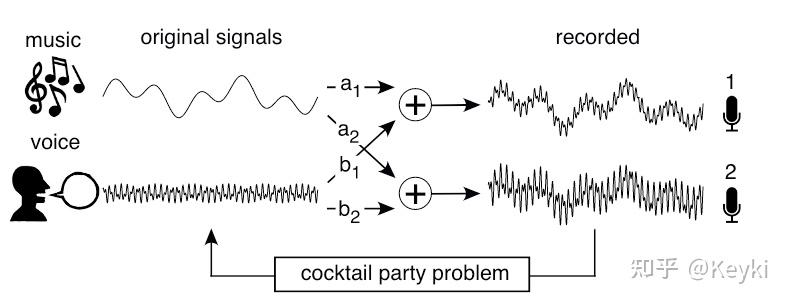 music
original signals
recorded
a1
1
voice
a2
b1
2
b2
cocktail party problem
知乎 @Keyki